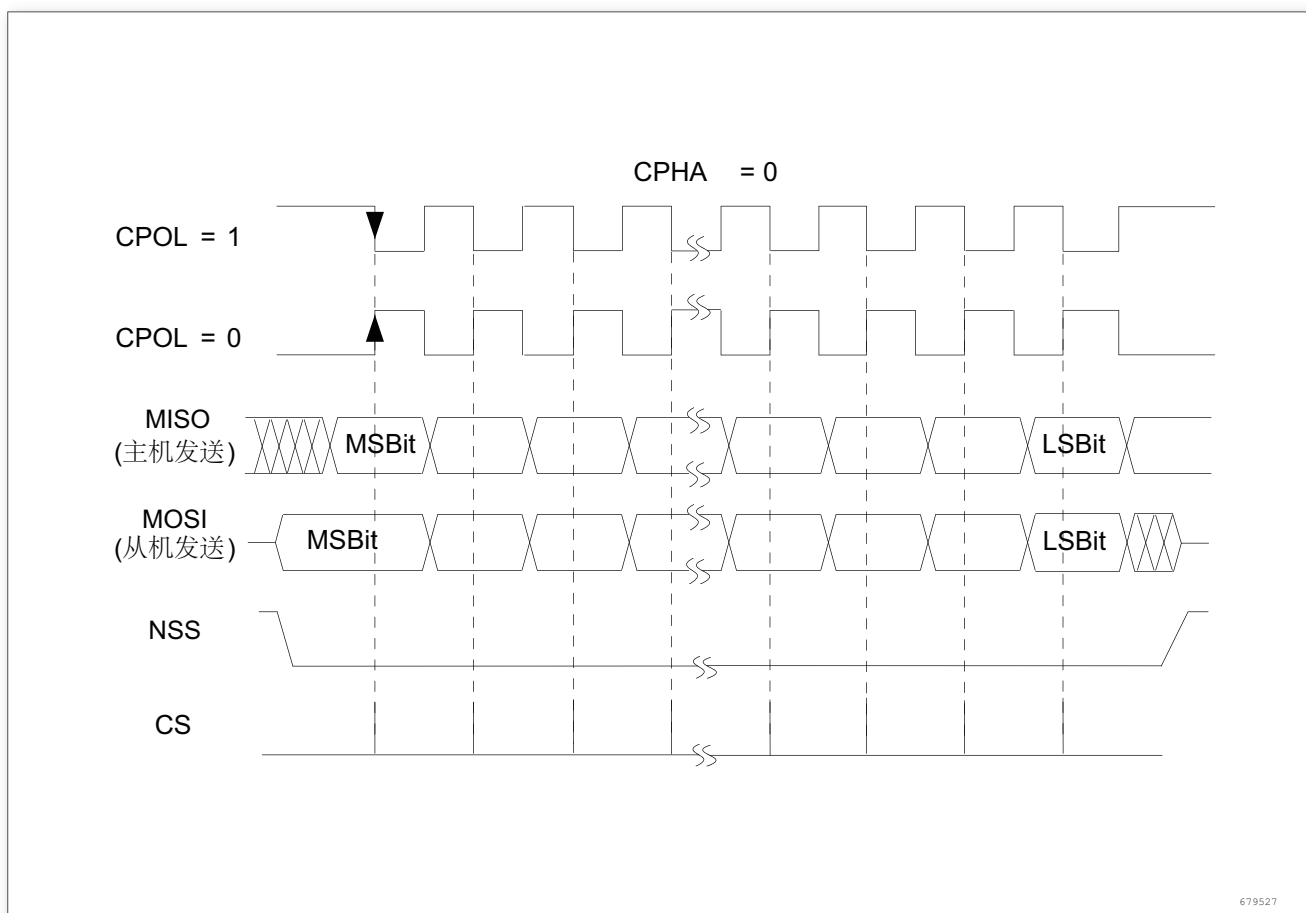 CPHA = 0
CPOL = 1
CPOL = 0
MISO
(主机发送)
MSBit
LSBit
MOSI
(从机发送)
MSBit
LSBit
NSS
CS
679527